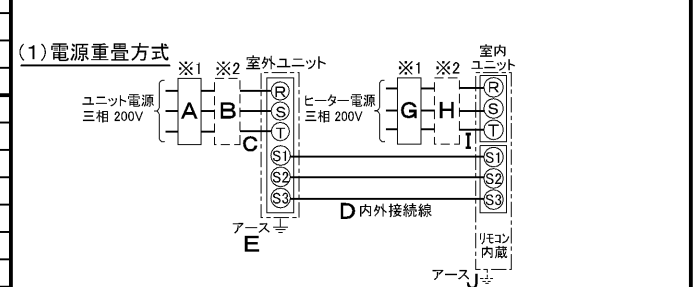 (1)電源重畳方式
※1 ※2 室外ユニット
ユニット電源
三相 200V
A
B
C
R
S
T
S1
S2
S3
アース
E
D 内外接続線
※1 ※2
室内
ユニット
ヒーター電源
三相 200V
G
H
I
R
S
T
S1
S2
S3
リモコン
内蔵
アース J